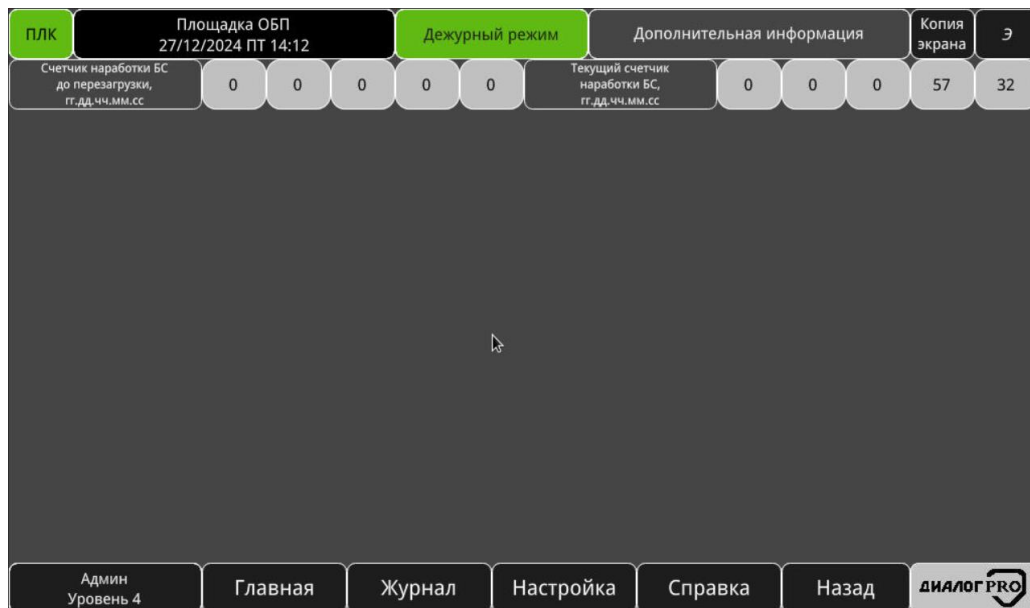 ПЛК
Площадка ОБП
27/12/2024 ПТ 14:12
Дежурный режим
Дополнительная информация
Копия
экрана
Э
Счетчик наработки БС
до перезагрузки,
гг.дд.чч.мм.сс
0 0 0 0 0
Текущий счетчик
наработки БС,
гг.дд.чч.мм.сс
0 0 0 57 32
Админ
Уровень 4
Главная
Журнал
Настройка
Справка
Назад
ДИАЛОГ PRO